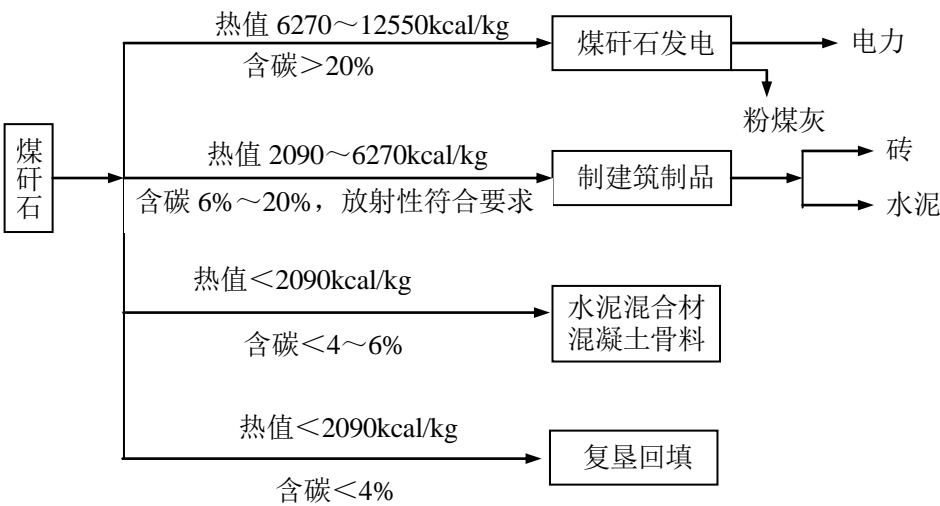 热值 6270～12550kcal/kg
含碳＞20%
煤矸石发电
电力
粉煤灰
煤
矸
石
热值 2090～6270kcal/kg
含碳 6%～20%，放射性符合要求
制建筑制品
砖
水泥
热值＜2090kcal/kg
含碳＜4～6%
水泥混合材
混凝土骨料
热值＜2090kcal/kg
含碳＜4%
复垦回填